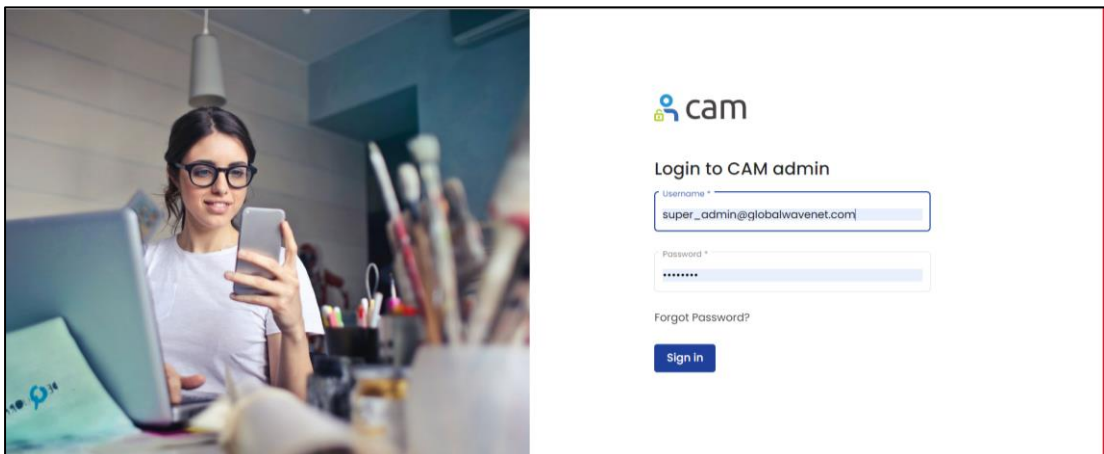 cam
Login to CAM admin
Username *
super_admin@globalwavenet.com
Password *
••••••••
Forgot Password?
Sign in